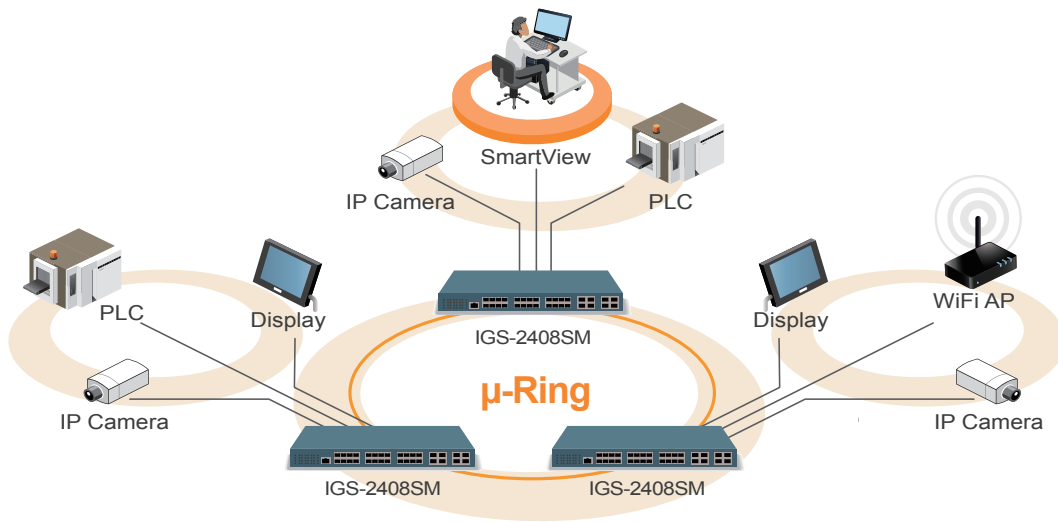 SmartView
IP Camera
PLC
PLC
Display
IGS-2408SM
Display
WiFi AP
μ-Ring
IP Camera
IP Camera
IGS-2408SM
IGS-2408SM